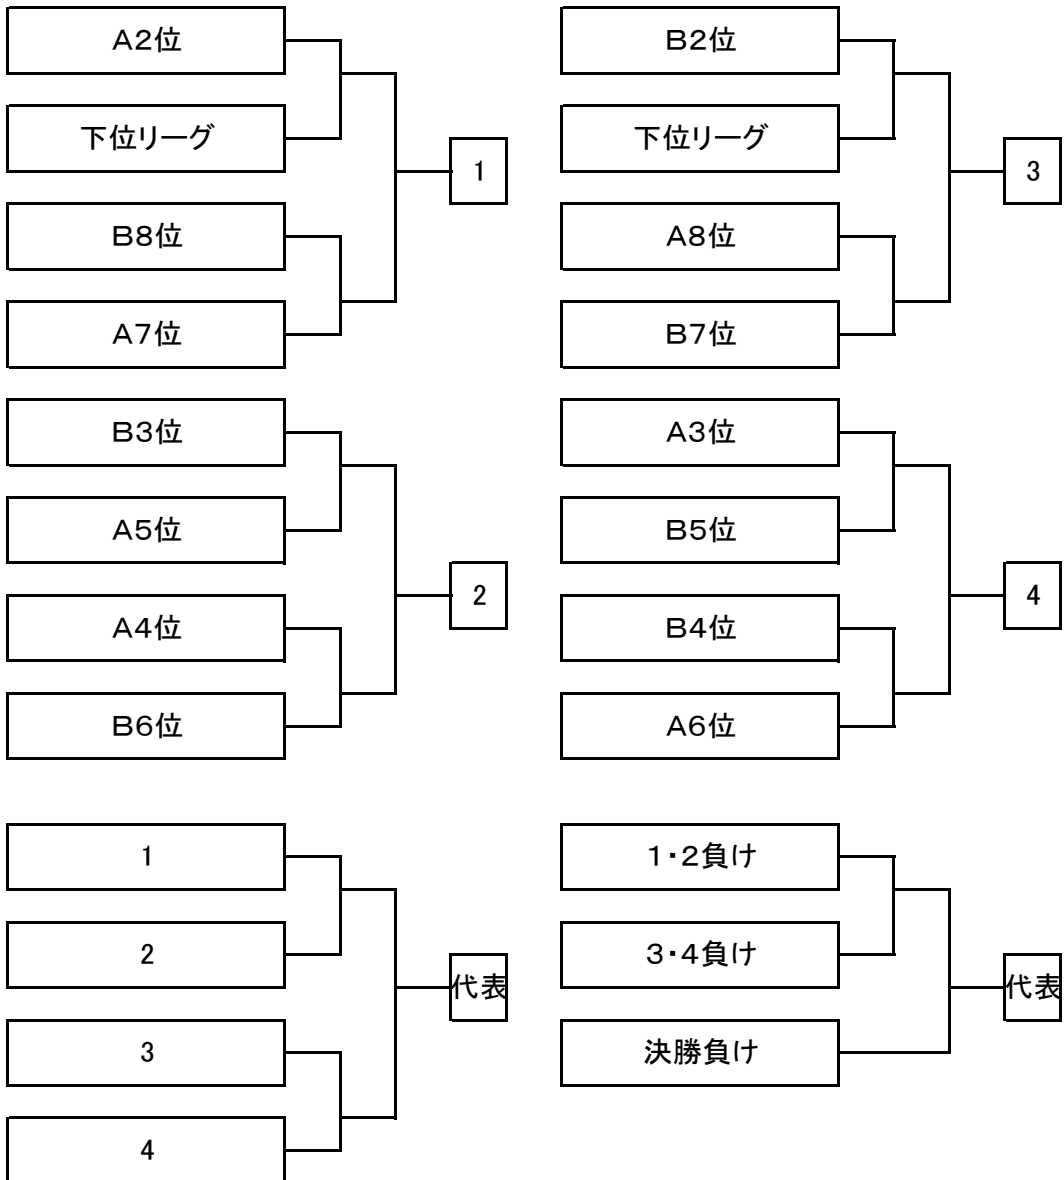 A2位
下位リーグ
1
B8位
A7位
B3位
A5位
2
A4位
B6位
B2位
下位リーグ
3
A8位
B7位
A3位
B5位
4
B4位
A6位
1
2
代表
3
4
1・2負け
3・4負け
代表
決勝負け